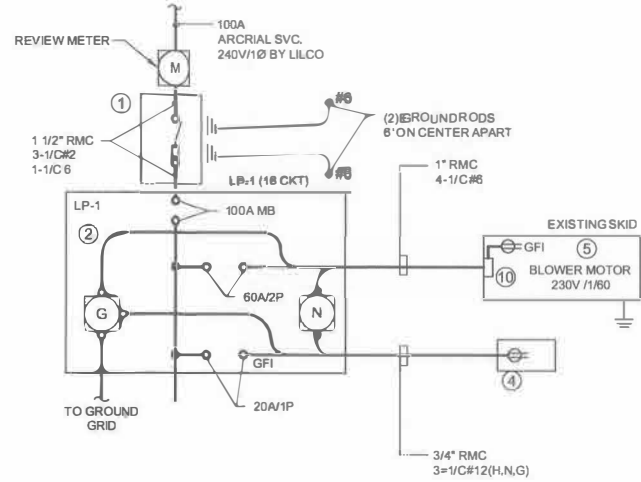 100A
ARCRIAL SVC.
240V/1Ø BY LILCO
REVIEW METER
M
1
#6
(2)EGROUNDRODS
6'ON CENTER APART
1 1/2" RMC
3-1/C#2
1-1/C 6
#6
1" RMC
4-1/C #6
LP-1 (16 CKT)
LP-1
100A MB
2
EXISTING SKID
GFI
5
BLOWER MOTOR
230V /1/60
10
60A/2P
G
N
GFI
4
20A/1P
TO GROUND
GRID
3/4" RMC
3=1/C#12(H,N,G)